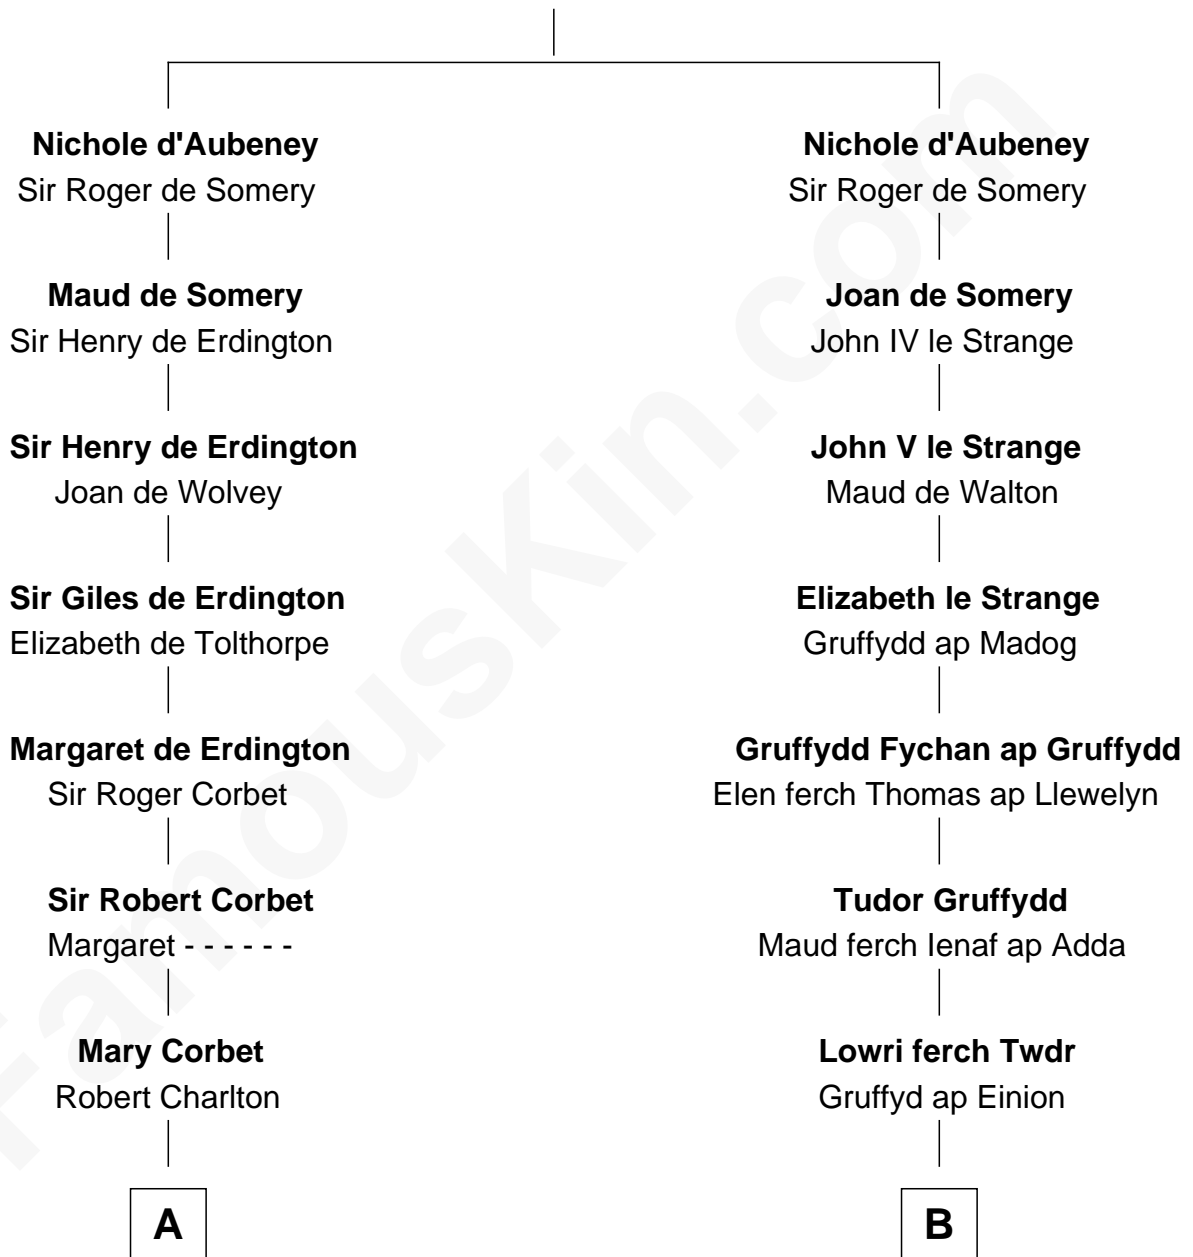 Nichole d'Aubeney
Sir Roger de Somery
Maud de Somery
Sir Henry de Erdington
Sir Henry de Erdington
Joan de Wolvey
Sir Giles de Erdington
Elizabeth de Tolthorpe
Margaret de Erdington
Sir Roger Corbet
Sir Robert Corbet
Margaret - - - - - -
Mary Corbet
Robert Charlton
A
Nichole d'Aubeney
Sir Roger de Somery
Joan de Somery
John IV le Strange
John V le Strange
Maud de Walton
Elizabeth le Strange
Gruffydd ap Madog
Gruffydd Fychan ap Gruffydd
Elen ferch Thomas ap Llewelyn
Tudor Gruffydd
Maud ferch Ienaf ap Adda
Lowri ferch Twdr
Gruffyd ap Einion
B
FamousKin.com